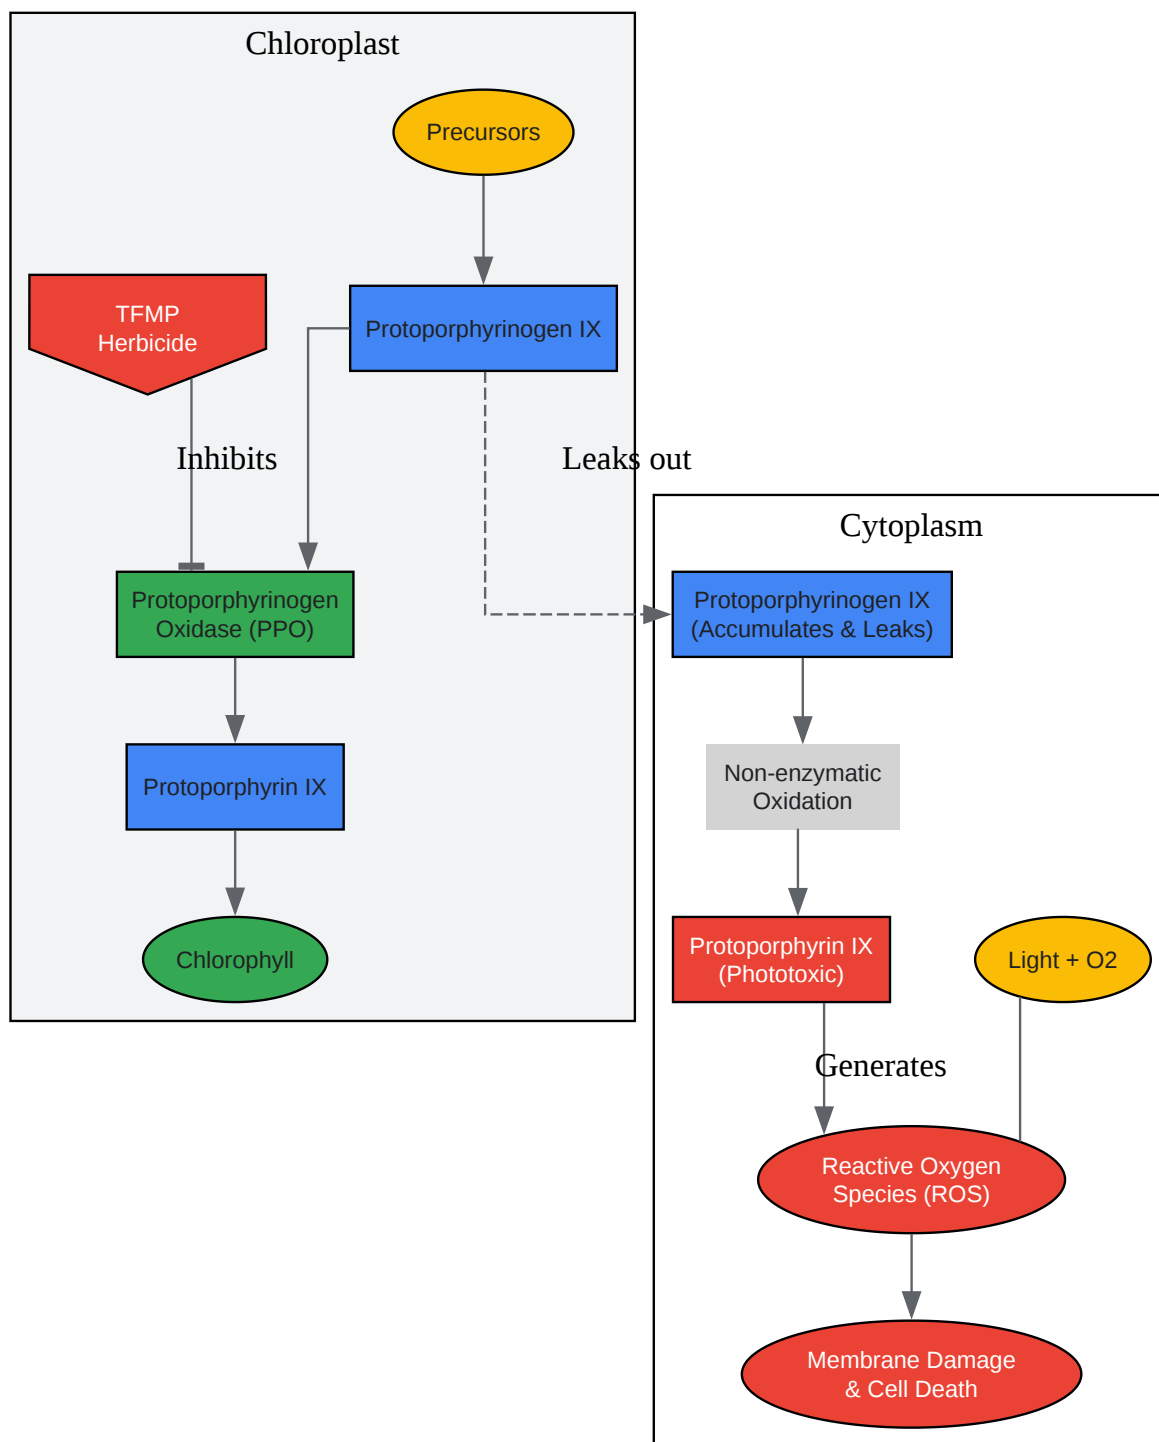 Chloroplast
Precursors
TFMP
Herbicide
Protoporphyrinogen IX
Inhibits
Leaks out
Cytoplasm
Protoporphyrinogen
Oxidase (PPO)
Protoporphyrinogen IX
(Accumulates & Leaks)
Protoporphyrin IX
Non-enzymatic
Oxidation
Chlorophyll
Protoporphyrin IX
(Phototoxic)
Light + O2
Generates
Reactive Oxygen
Species (ROS)
Membrane Damage
& Cell Death